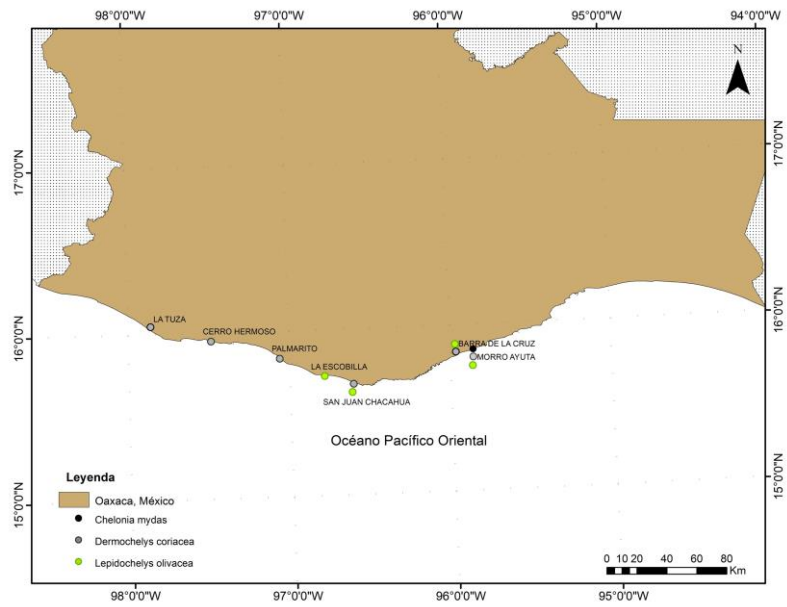 98°0'0"W 97°0'0"W 96°0'0"W 95°0'0"W 94°0'0"W
N
17°0'0"N 17°0'0"N
16°0'0"N 16°0'0"N
15°0'0"N 15°0'0"N
LA TUZA
CERRO HERMOSO
PALMARITO
LA ESCOBILLA
SAN JUAN CHACAHUA
BARRA DE LA CRUZ
MORRO AYUTA
Océano Pacífico Oriental
Leyenda
Oaxaca, México
Chelonia mydas
Dermochelys coriacea
Lepidochelys olivacea
0 10 20 40 60 80
Km
98°0'0"W 97°0'0"W 96°0'0"W 95°0'0"W